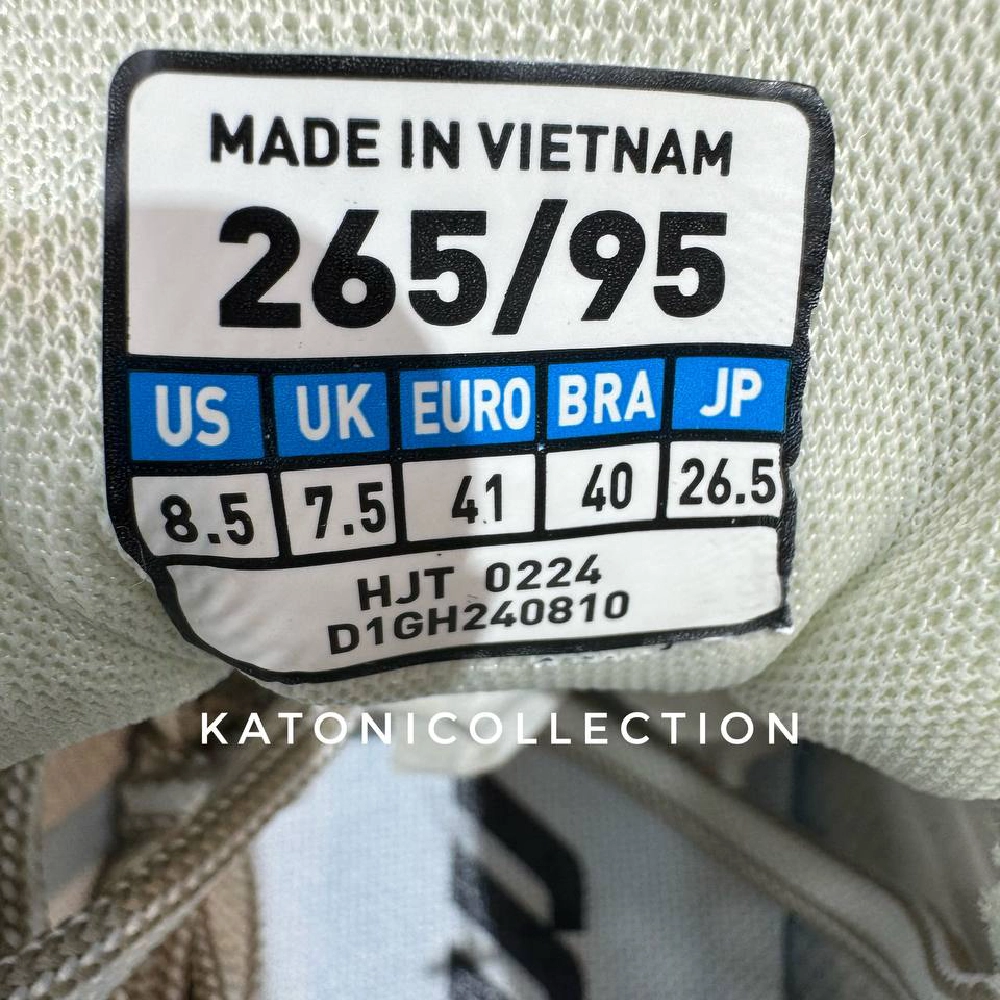 MADE IN VIETNAM
265/95
US UK EURO BRA JP
8.5 7.5 41 40 26.5
HJT 0224
D1GH240810
KATONICOLLECTION